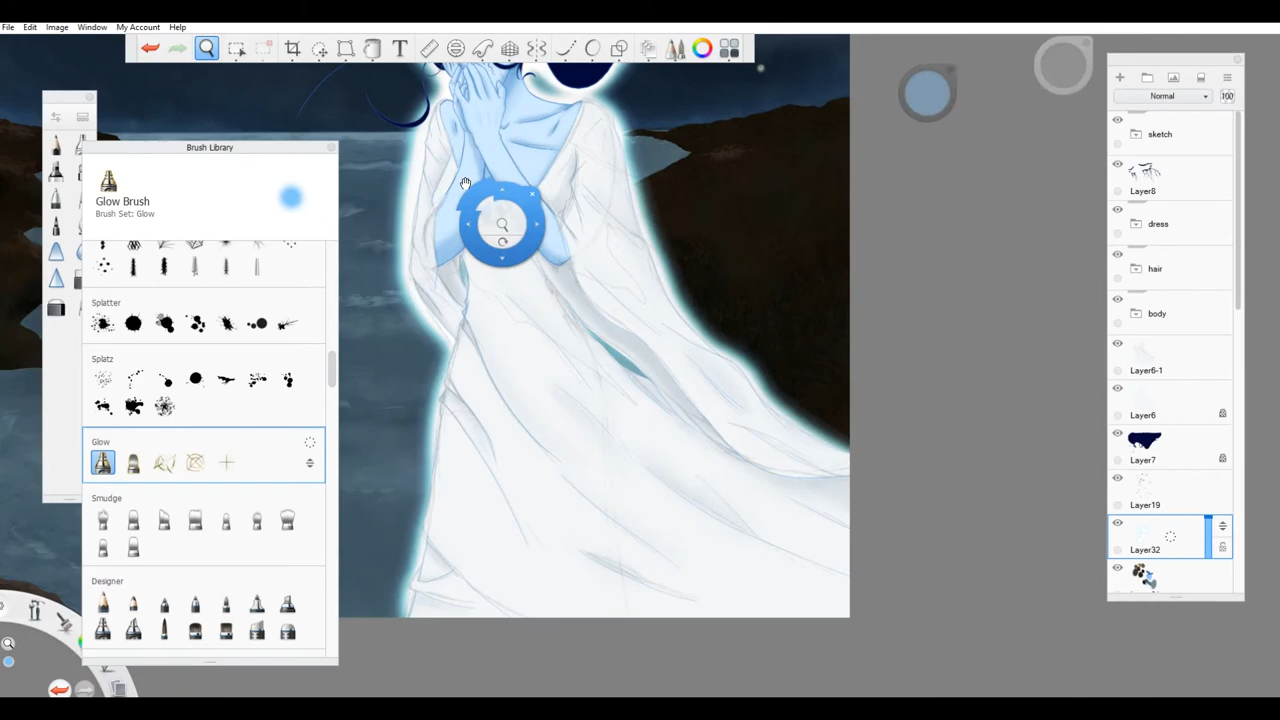 File Edit Image Window My Account Help
Brush Library
Glow Brush
Brush Set: Glow
Splatter
Splatz
Glow
Smudge
Designer
Normal 100
sketch
Layer8
dress
hair
body
Layer6-1
Layer6
Layer7
Layer19
Layer32